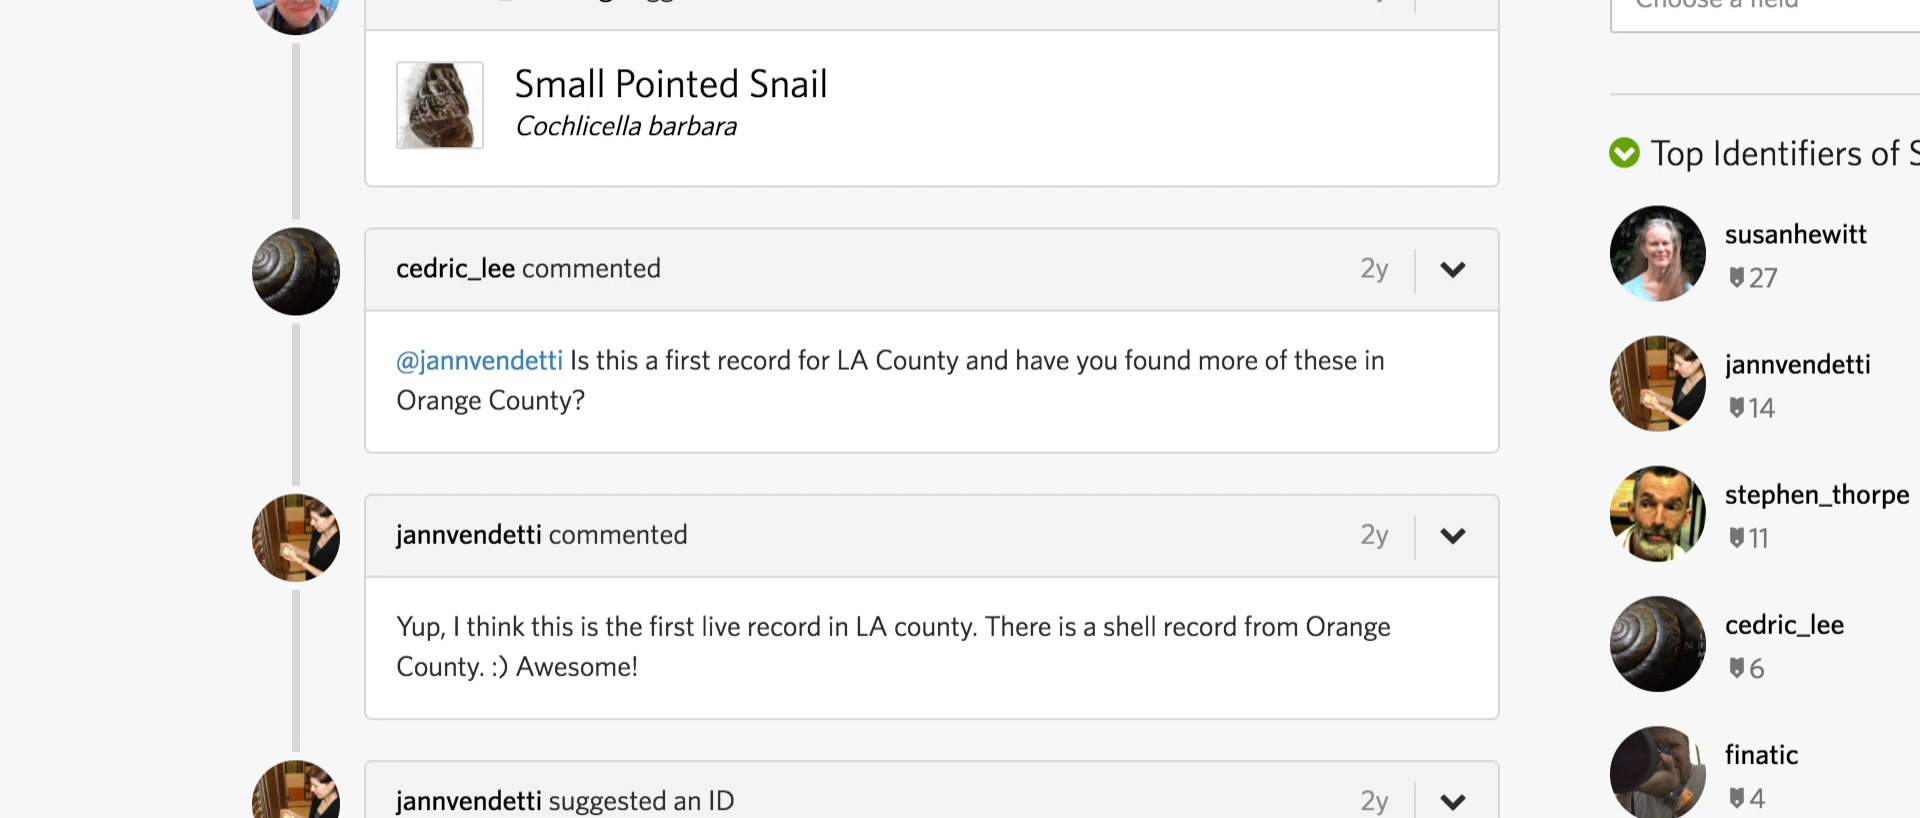 Choose a field
Small Pointed Snail
Cochlicella barbara
cedric_lee commented 2y
@jannvendetti Is this a first record for LA County and have you found more of these in
Orange County?
jannvendetti commented 2y
Yup, I think this is the first live record in LA county. There is a shell record from Orange
County. :) Awesome!
jannvendetti suggested an ID 2y
Top Identifiers of S
susanhewitt
27
jannvendetti
14
stephen_thorpe
11
cedric_lee
6
finatic
4